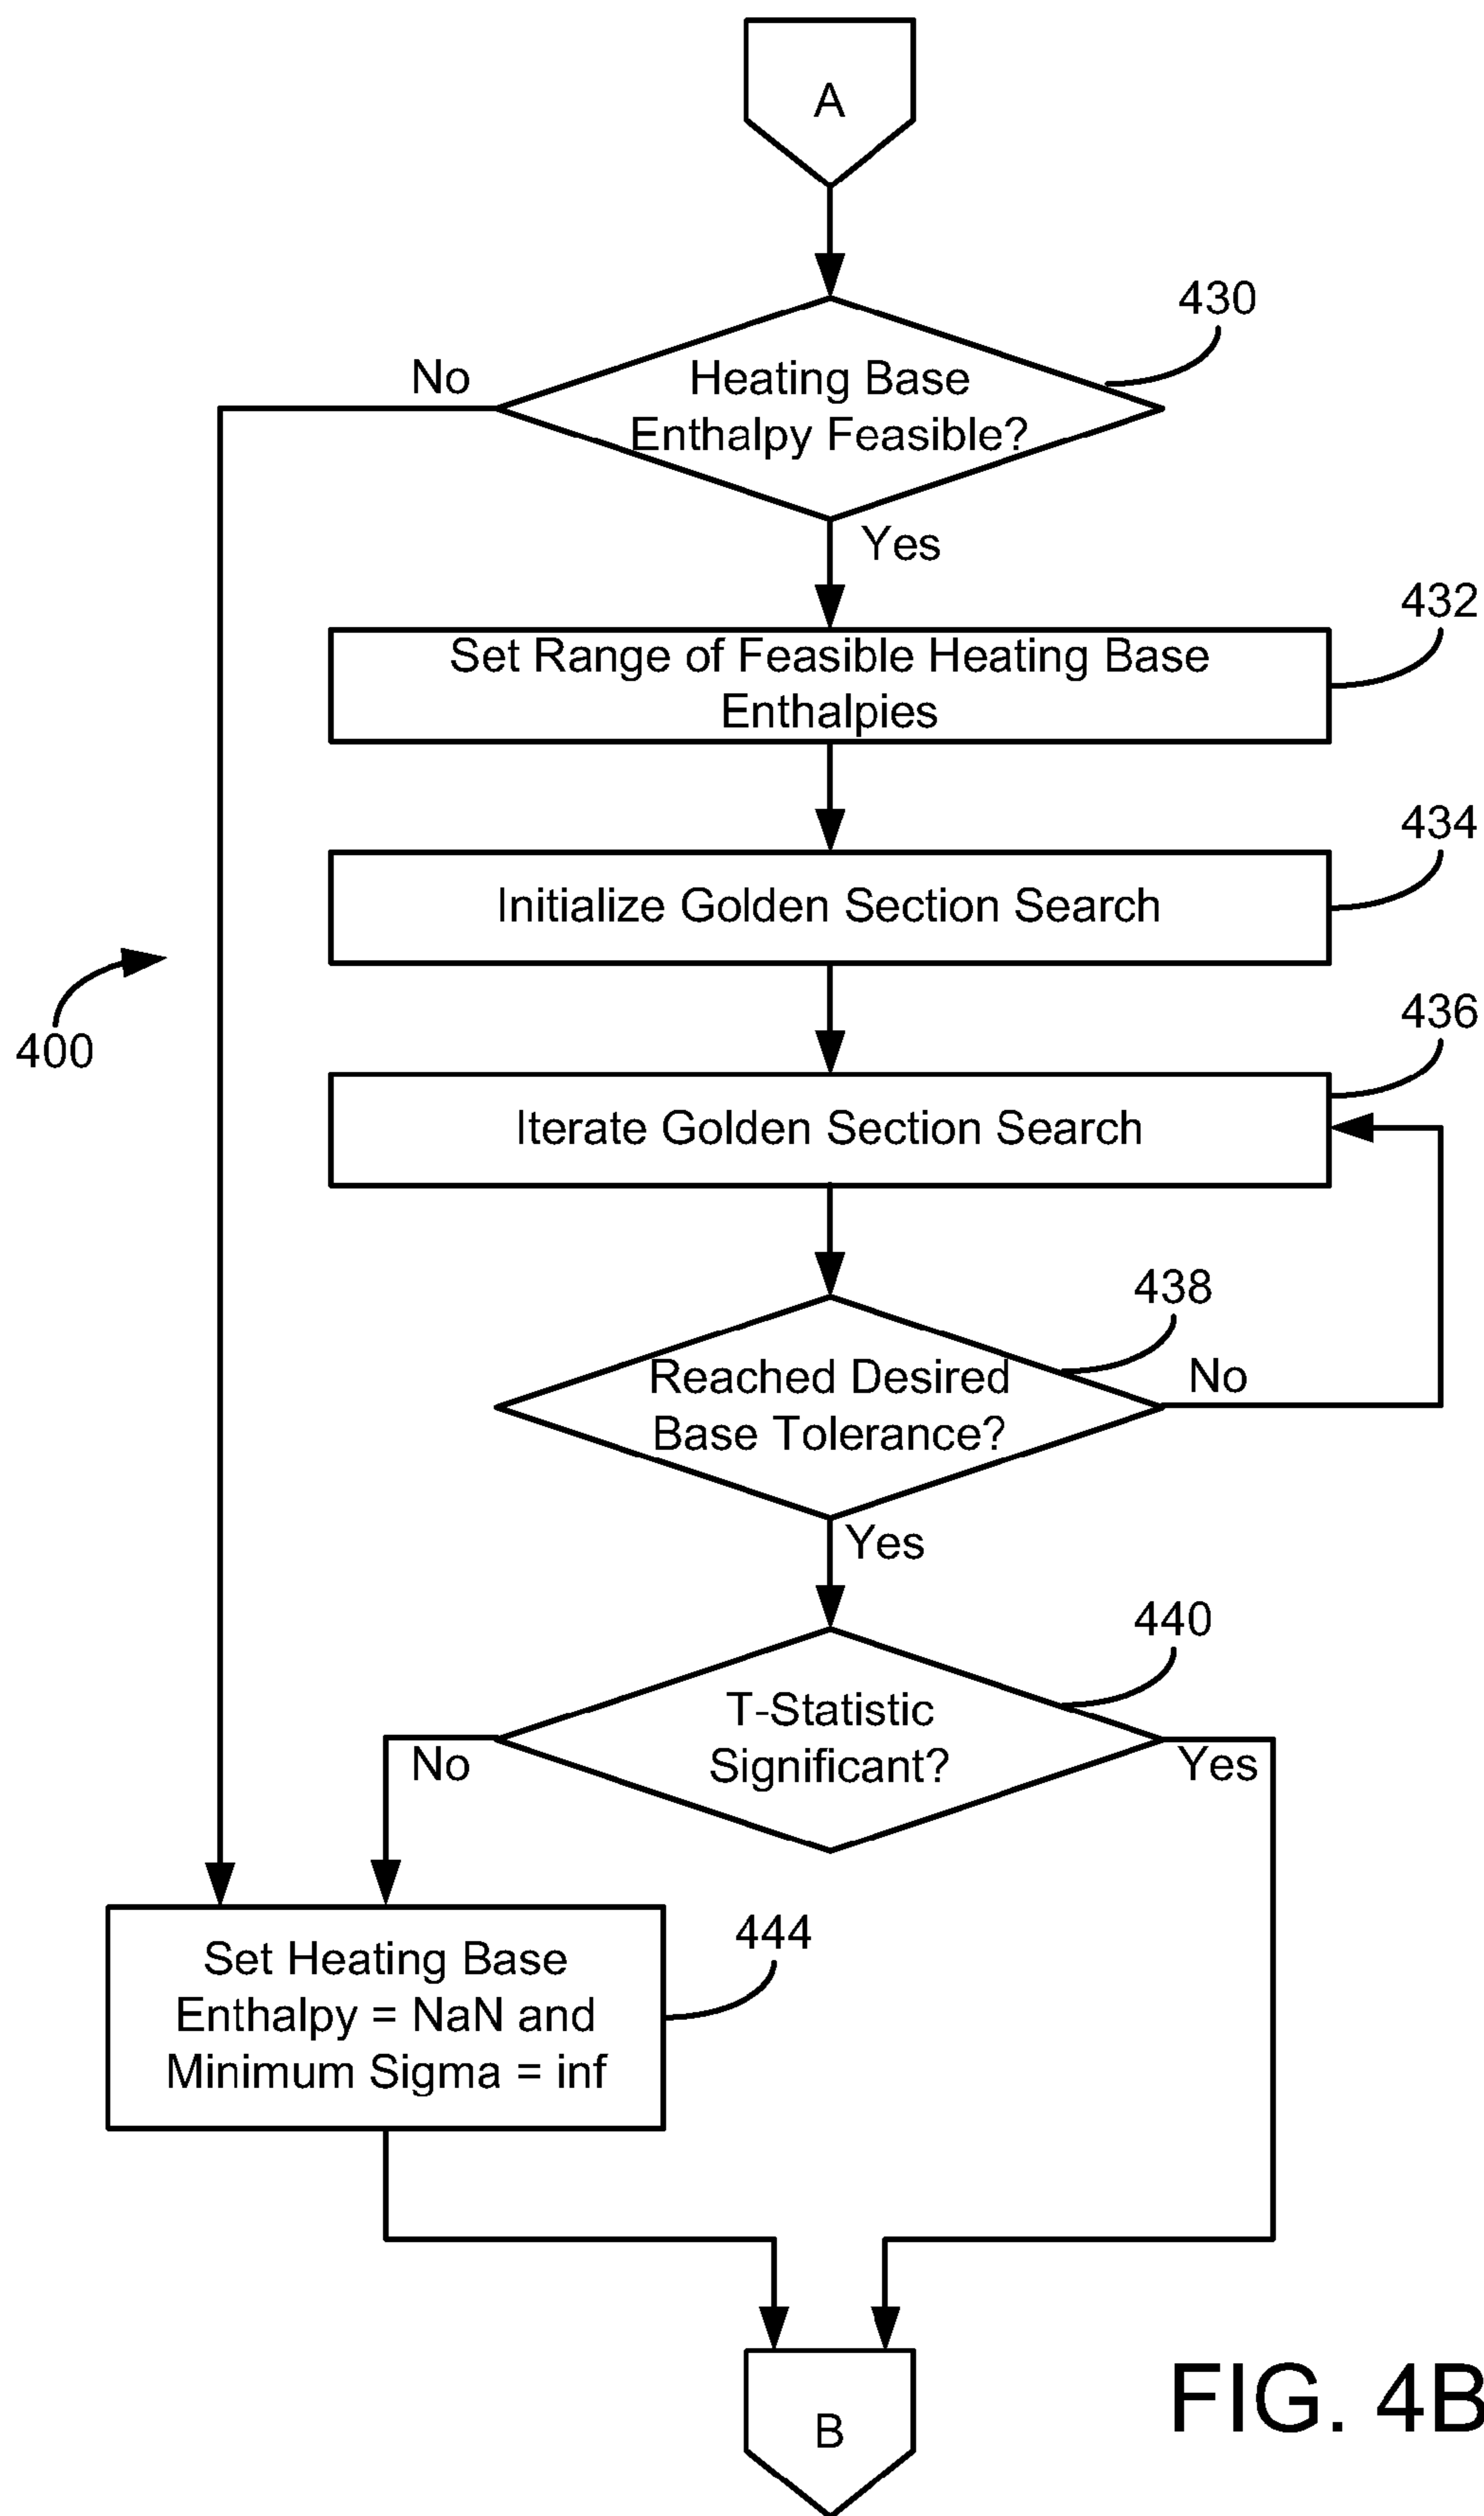 A
430
No
Heating Base
Enthalpy Feasible?
Yes
432
Set Range of Feasible Heating Base
Enthalpies
434
Initialize Golden Section Search
400
436
Iterate Golden Section Search
438
Reached Desired
Base Tolerance?
No
Yes
440
T-Statistic
Significant?
No
Yes
444
Set Heating Base
Enthalpy = NaN and
Minimum Sigma = inf
B
FIG. 4B